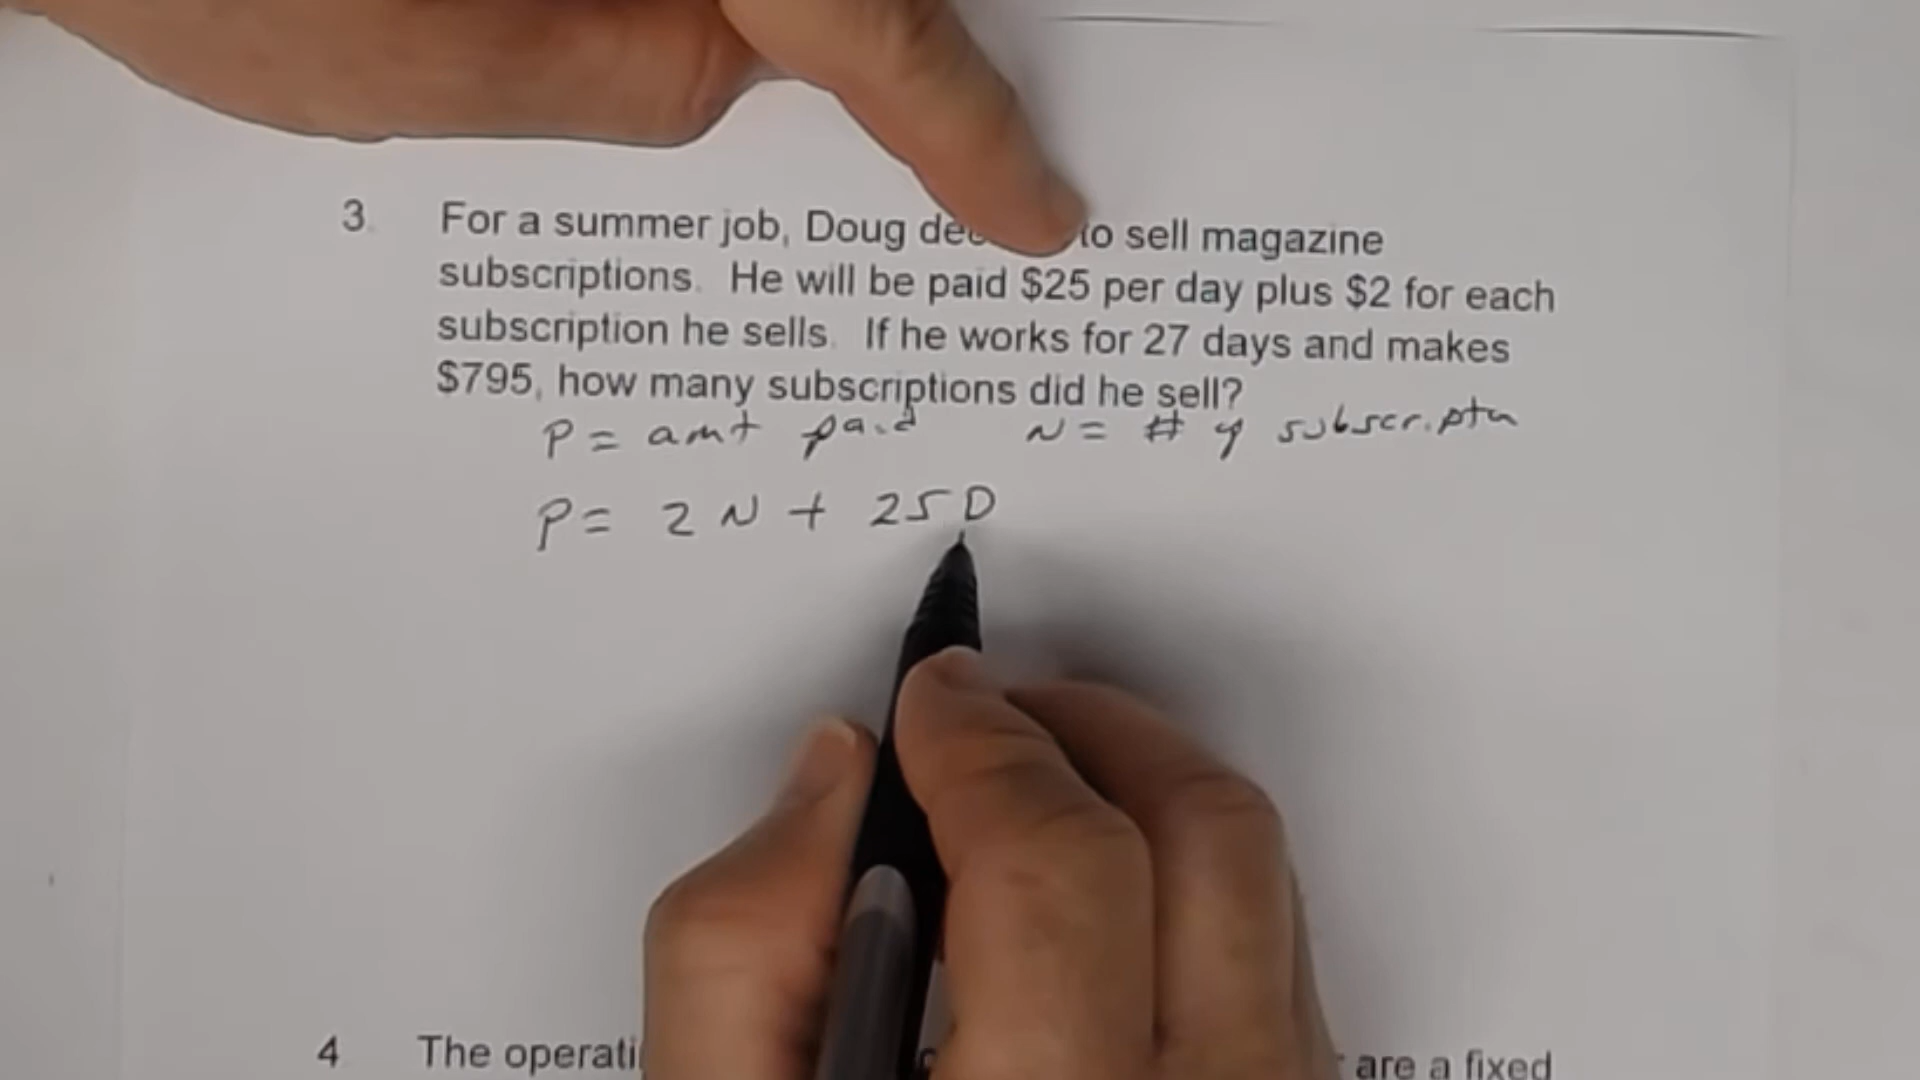 3. For a summer job, Doug to sell magazine
subscriptions. He will be paid $25 per day plus $2 for each
subscription he sells. If he works for 27 days and makes
$795, how many subscriptions did he sell?
P = amt paid N = # of subscriptn
P = 2N + 25D
4 The are a fixed